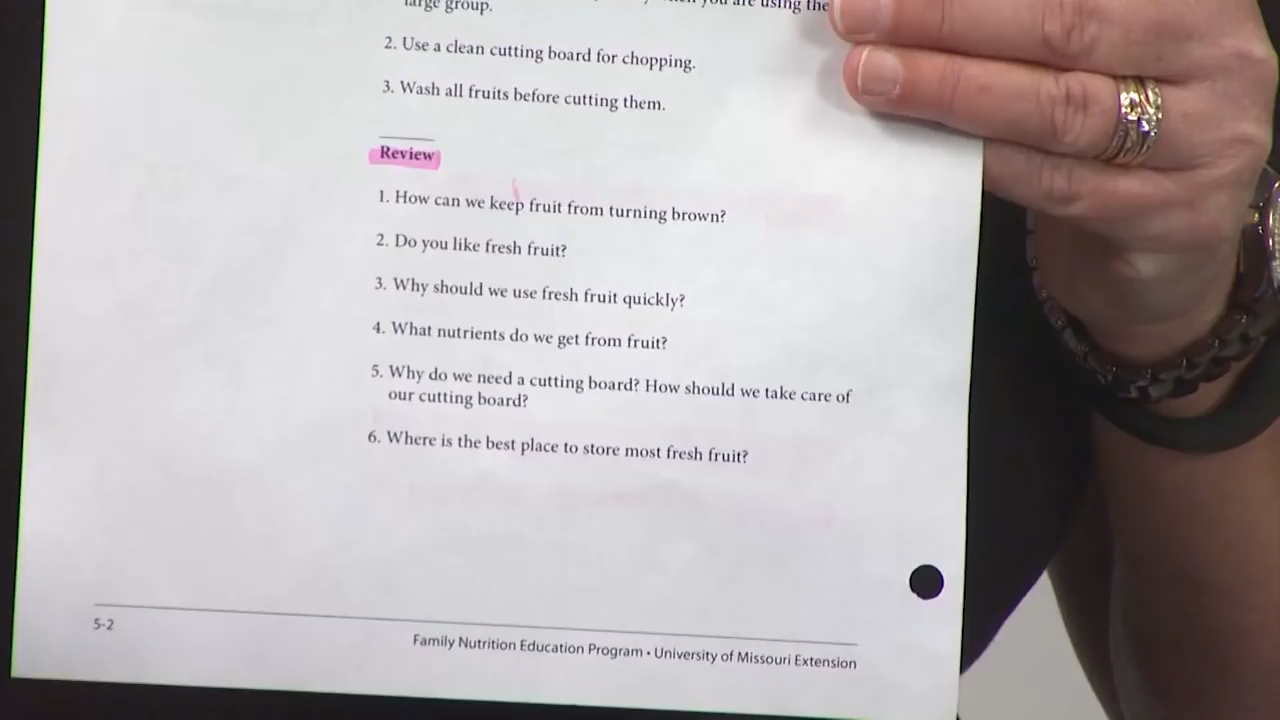 you are using the
large group.
2. Use a clean cutting board for chopping.
3. Wash all fruits before cutting them.
Review
1. How can we keep fruit from turning brown?
2. Do you like fresh fruit?
3. Why should we use fresh fruit quickly?
4. What nutrients do we get from fruit?
5. Why do we need a cutting board? How should we take care of
our cutting board?
6. Where is the best place to store most fresh fruit?
5-2
Family Nutrition Education Program • University of Missouri Extension